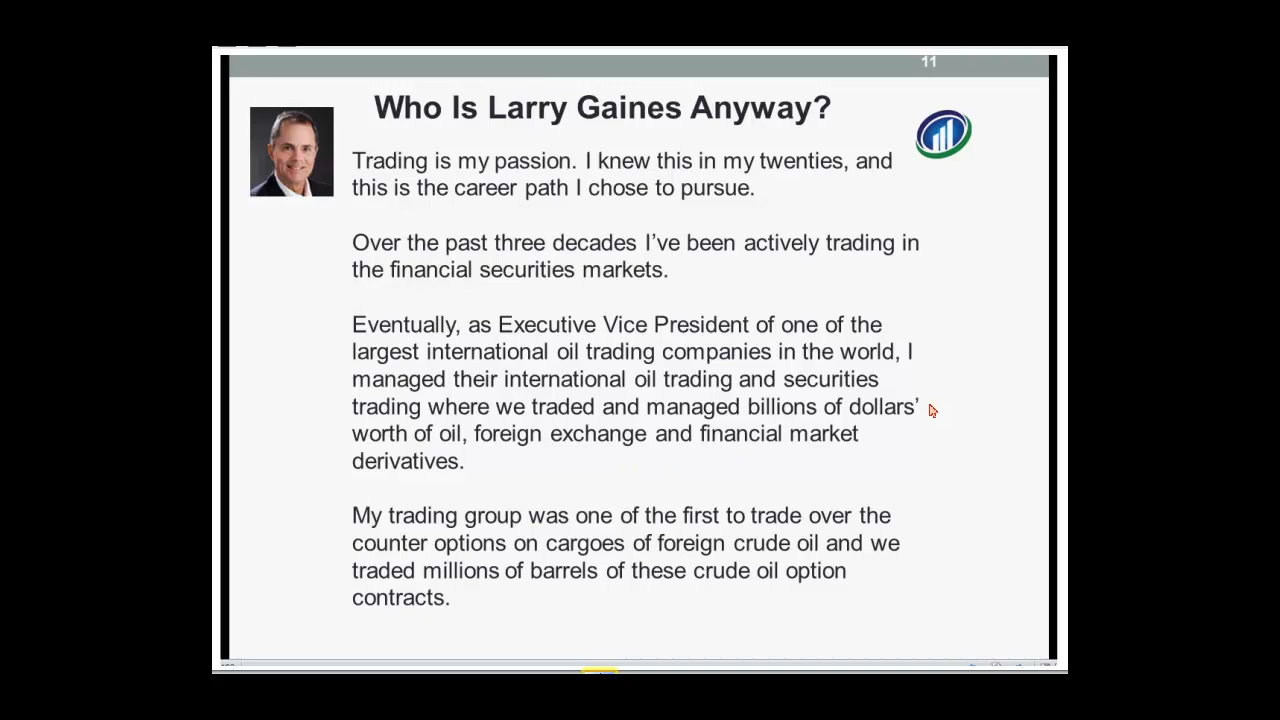 11
Who Is Larry Gaines Anyway?
Trading is my passion. I knew this in my twenties, and
this is the career path I chose to pursue.
Over the past three decades I’ve been actively trading in
the financial securities markets.
Eventually, as Executive Vice President of one of the
largest international oil trading companies in the world, I
managed their international oil trading and securities
trading where we traded and managed billions of dollars’
worth of oil, foreign exchange and financial market
derivatives.
My trading group was one of the first to trade over the
counter options on cargoes of foreign crude oil and we
traded millions of barrels of these crude oil option
contracts.